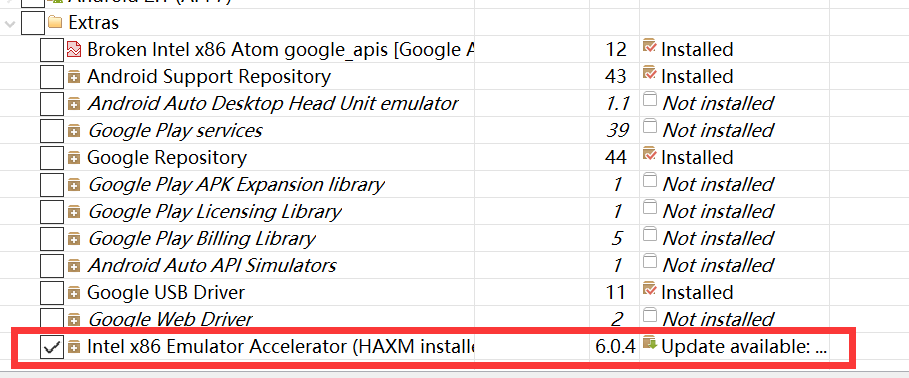 Extras
Broken Intel x86 Atom google_apis [Google A 12 Installed
Android Support Repository 43 Installed
Android Auto Desktop Head Unit emulator 1.1 Not installed
Google Play services 39 Not installed
Google Repository 44 Installed
Google Play APK Expansion library 1 Not installed
Google Play Licensing Library 1 Not installed
Google Play Billing Library 5 Not installed
Android Auto API Simulators 1 Not installed
Google USB Driver 11 Installed
Google Web Driver 2 Not installed
Intel x86 Emulator Accelerator (HAXM installe 6.0.4 Update available: ...